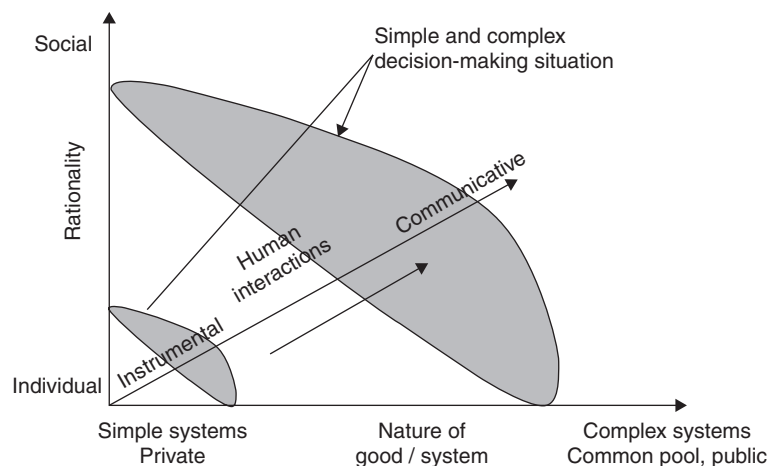 Social
Simple and complex
decision-making situation
Rationality
Communicative
Human
interactions
Instrumental
Individual
Simple systems
Private
Nature of
good / system
Complex systems
Common pool, public